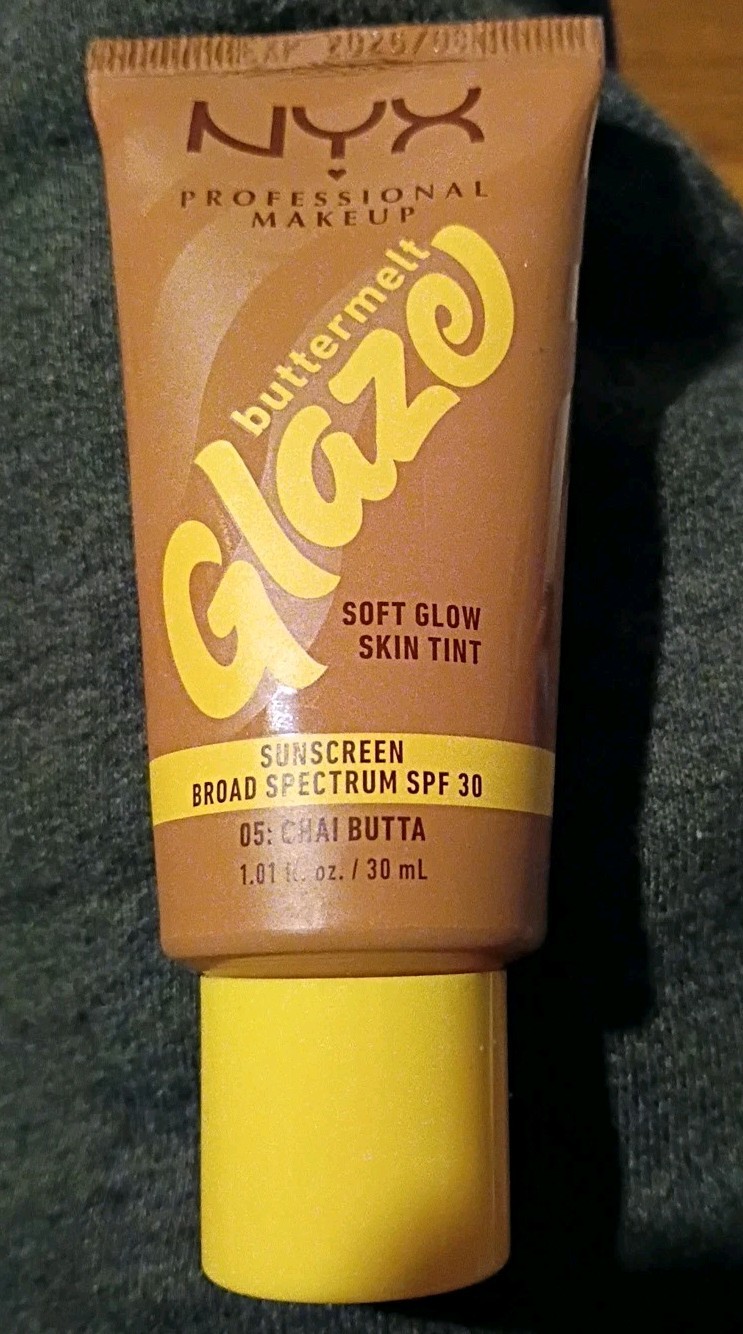 EXP
NYX
PROFESSIONAL
MAKEUP
buttermelt
Glaze
SOFT GLOW
SKIN TINT
SUNSCREEN
BROAD SPECTRUM SPF 30
05: CHAI BUTTA
1.01 fl. oz. / 30 mL